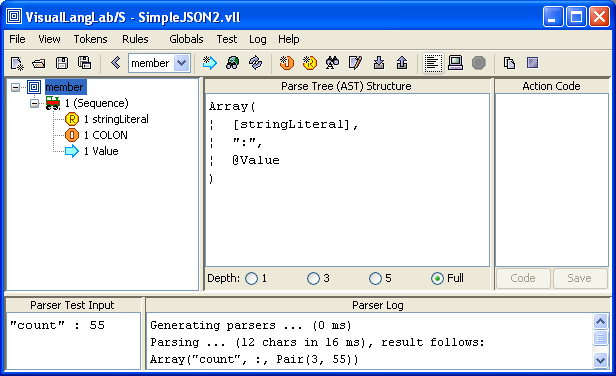 VisualLangLab/S - SimpleJSON2.vll
File View Tokens Rules Globals Test Log Help
member
member
1 (Sequence)
R 1 stringLiteral
1 COLON
1 Value
Parse Tree (AST) Structure
Array(
¦ [stringLiteral],
¦ ":",
¦ @Value
)
Depth: 1 3 5 Full
Action Code
Code Save
Parser Test Input
"count" : 55
Parser Log
Generating parsers ... (0 ms)
Parsing ... (12 chars in 16 ms), result follows:
Array("count", :, Pair(3, 55))